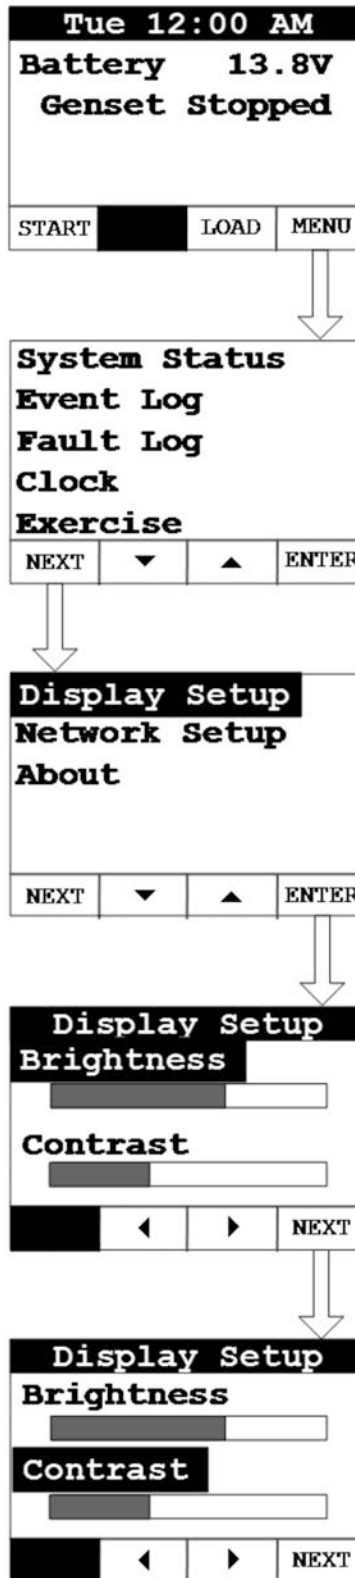 Tue 12:00 AM
Battery 13.8V
Genset Stopped
START LOAD MENU
System Status
Event Log
Fault Log
Clock
Exercise
NEXT ▼ ▲ ENTER
Display Setup
Network Setup
About
NEXT ▼ ▲ ENTER
Display Setup
Brightness
Contrast
◀ ▶ NEXT
Display Setup
Brightness
Contrast
◀ ▶ NEXT